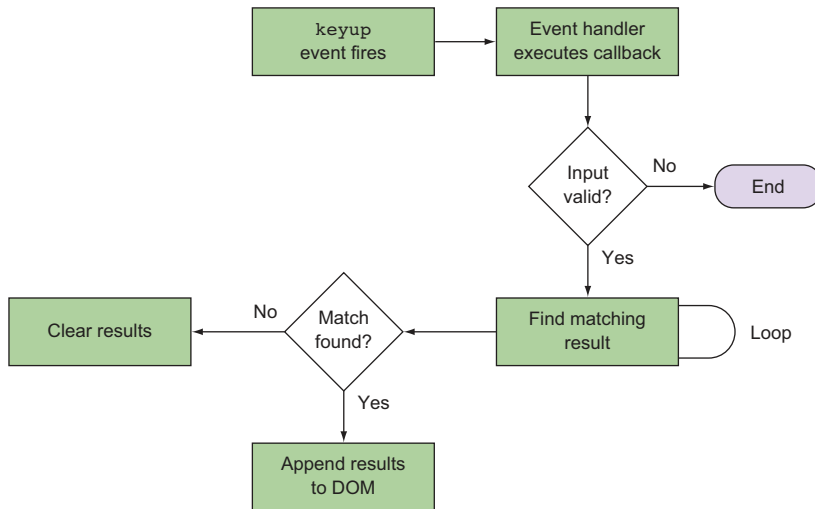 keyup
event fires
Event handler
executes callback
Input
valid?
No
End
Yes
Find matching
result
Loop
Match
found?
No
Clear results
Yes
Append results
to DOM